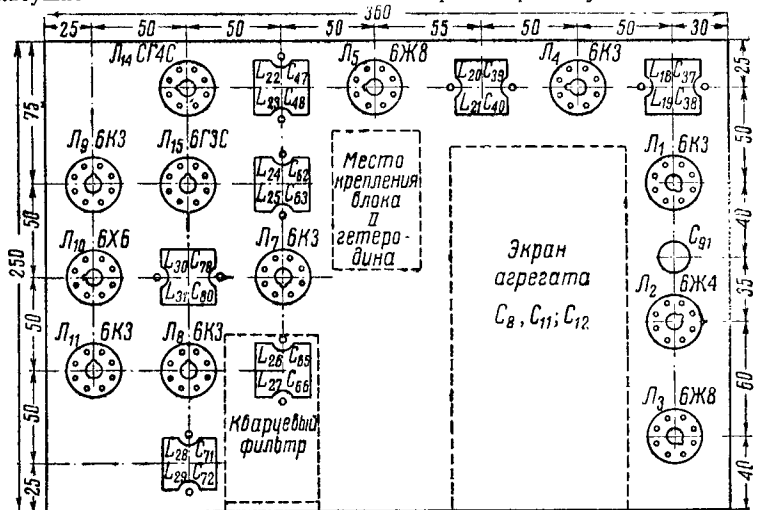 360
25 50 50 50 55 50 50 30
Л14 СГ4С
L22 C47
L23 C48
Л5 6Ж8
L20 C39
L21 C40
Л4 6К3
L18 C37
L19 C38
75
25
50
Л9 6К3
Л15 6Г3С
L24 C62
L25 C63
Место
крепления
блока
II
гетеро-
дина
Л1 6К3
40
C91
50
Л10 6Х6
L30 C79
L31 C80
Л7 6К3
Экран
агрегата
C8, C11; C12
35
Л2 6Ж4
250
50
Л11 6К3
Л8 6К3
L26 C65
L27 C66
60
Кварцевый
фильтр
Л3 6Ж8
50
L28 C71
L29 C72
25
40